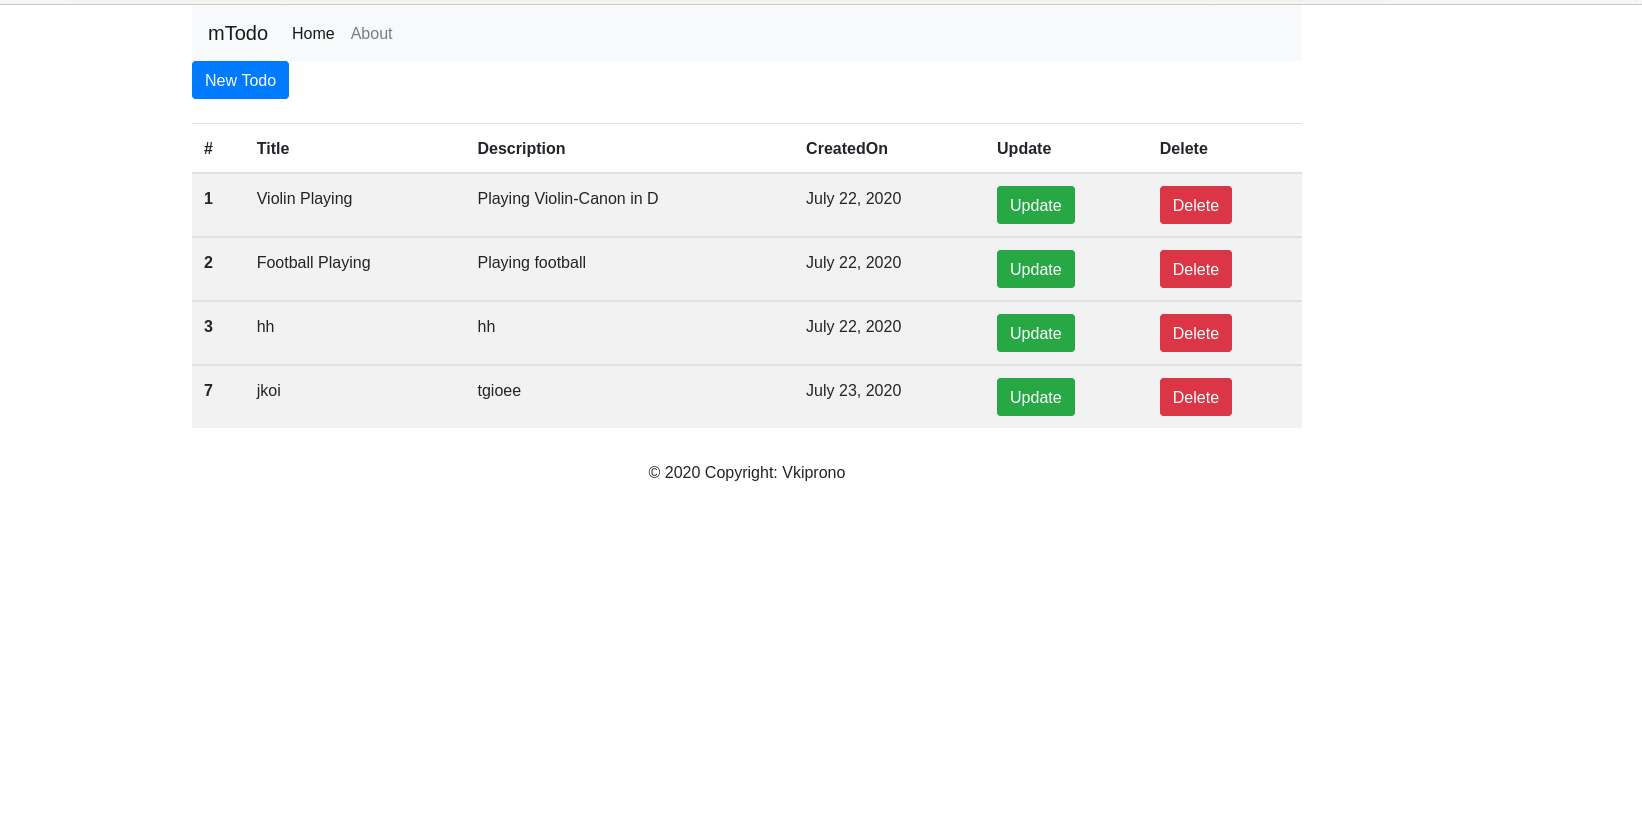 mTodo Home About
New Todo
# Title Description CreatedOn Update Delete
1 Violin Playing Playing Violin-Canon in D July 22, 2020 Update Delete
2 Football Playing Playing football July 22, 2020 Update Delete
3 hh hh July 22, 2020 Update Delete
7 jkoi tgioee July 23, 2020 Update Delete
© 2020 Copyright: Vkiprono